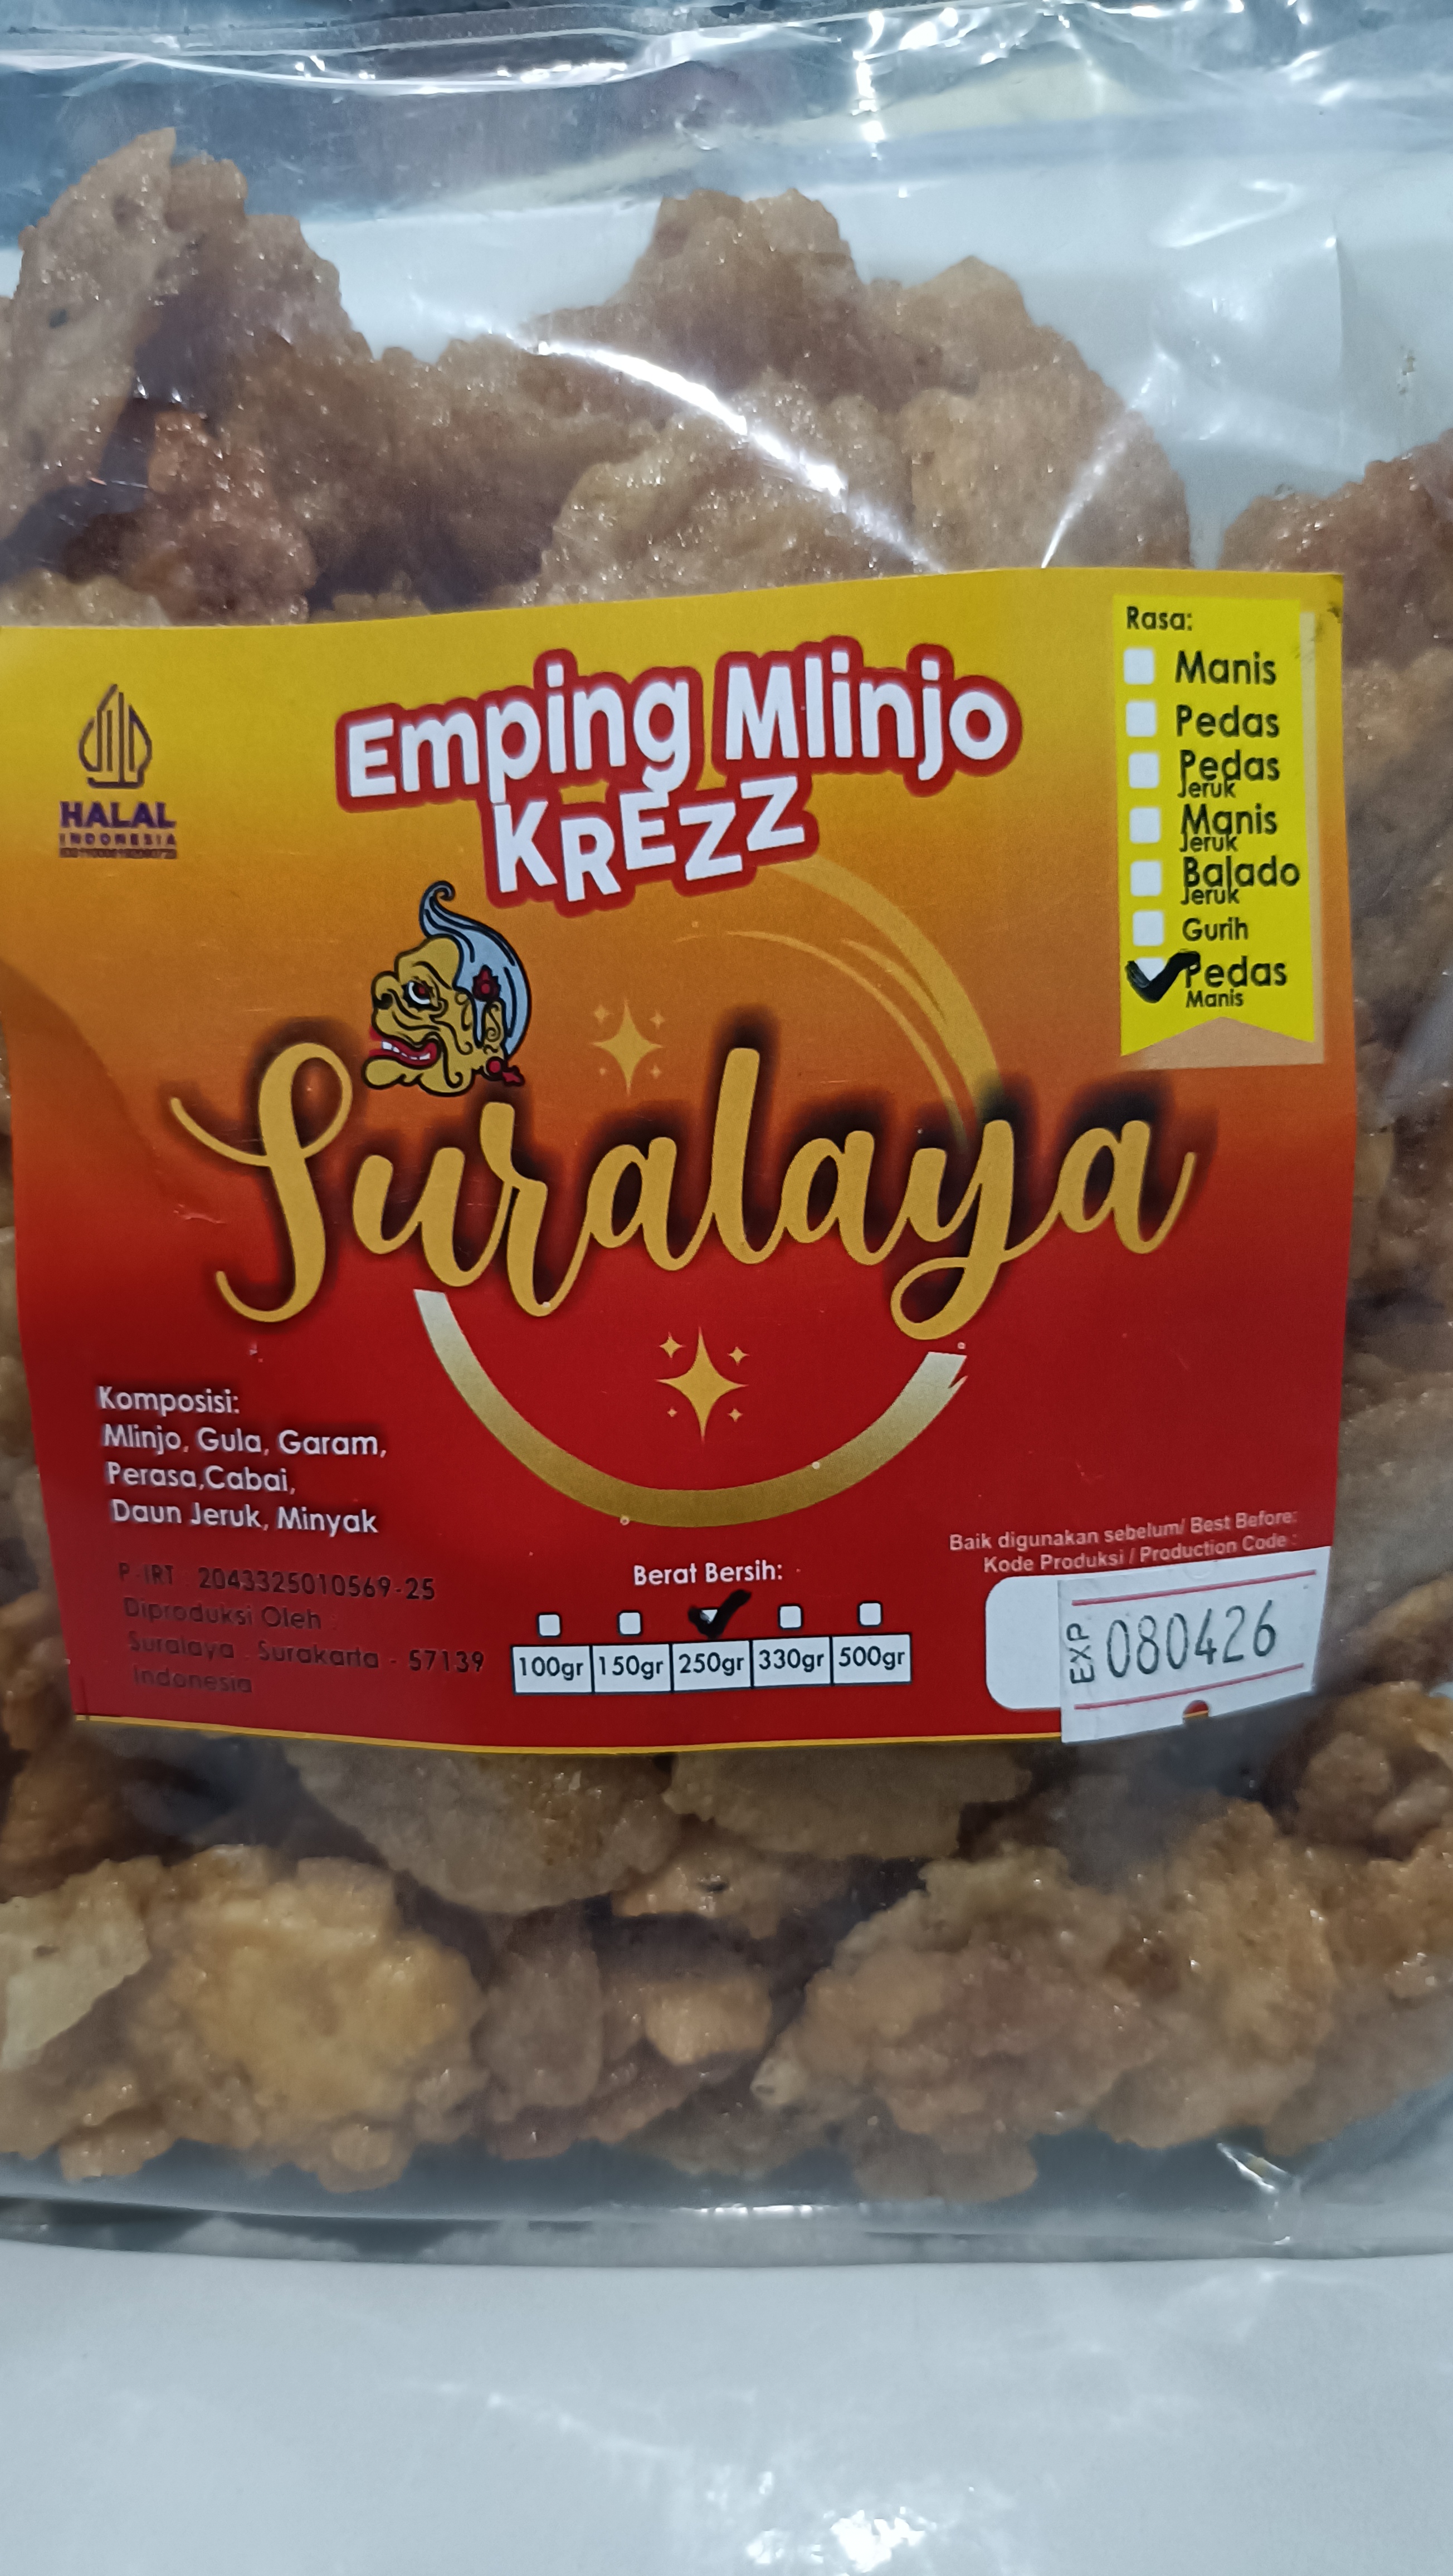 HALAL
INDONESIA
Emping Mlinjo
KREZZ
Rasa:
Manis
Pedas
Pedas
Jeruk
Manis
Jeruk
Balado
Jeruk
Gurih
Pedas
Manis
Suralaya
Komposisi:
Mlinjo, Gula, Garam,
Perasa,Cabai,
Daun Jeruk, Minyak
P-IRT : 2043325010569-25
Diproduksi Oleh :
Suralaya . Surakarta - 57139
Indonesia
Berat Bersih:
100gr 150gr 250gr 330gr 500gr
Baik digunakan sebelum/ Best Before:
Kode Produksi / Production Code :
EXP 080426